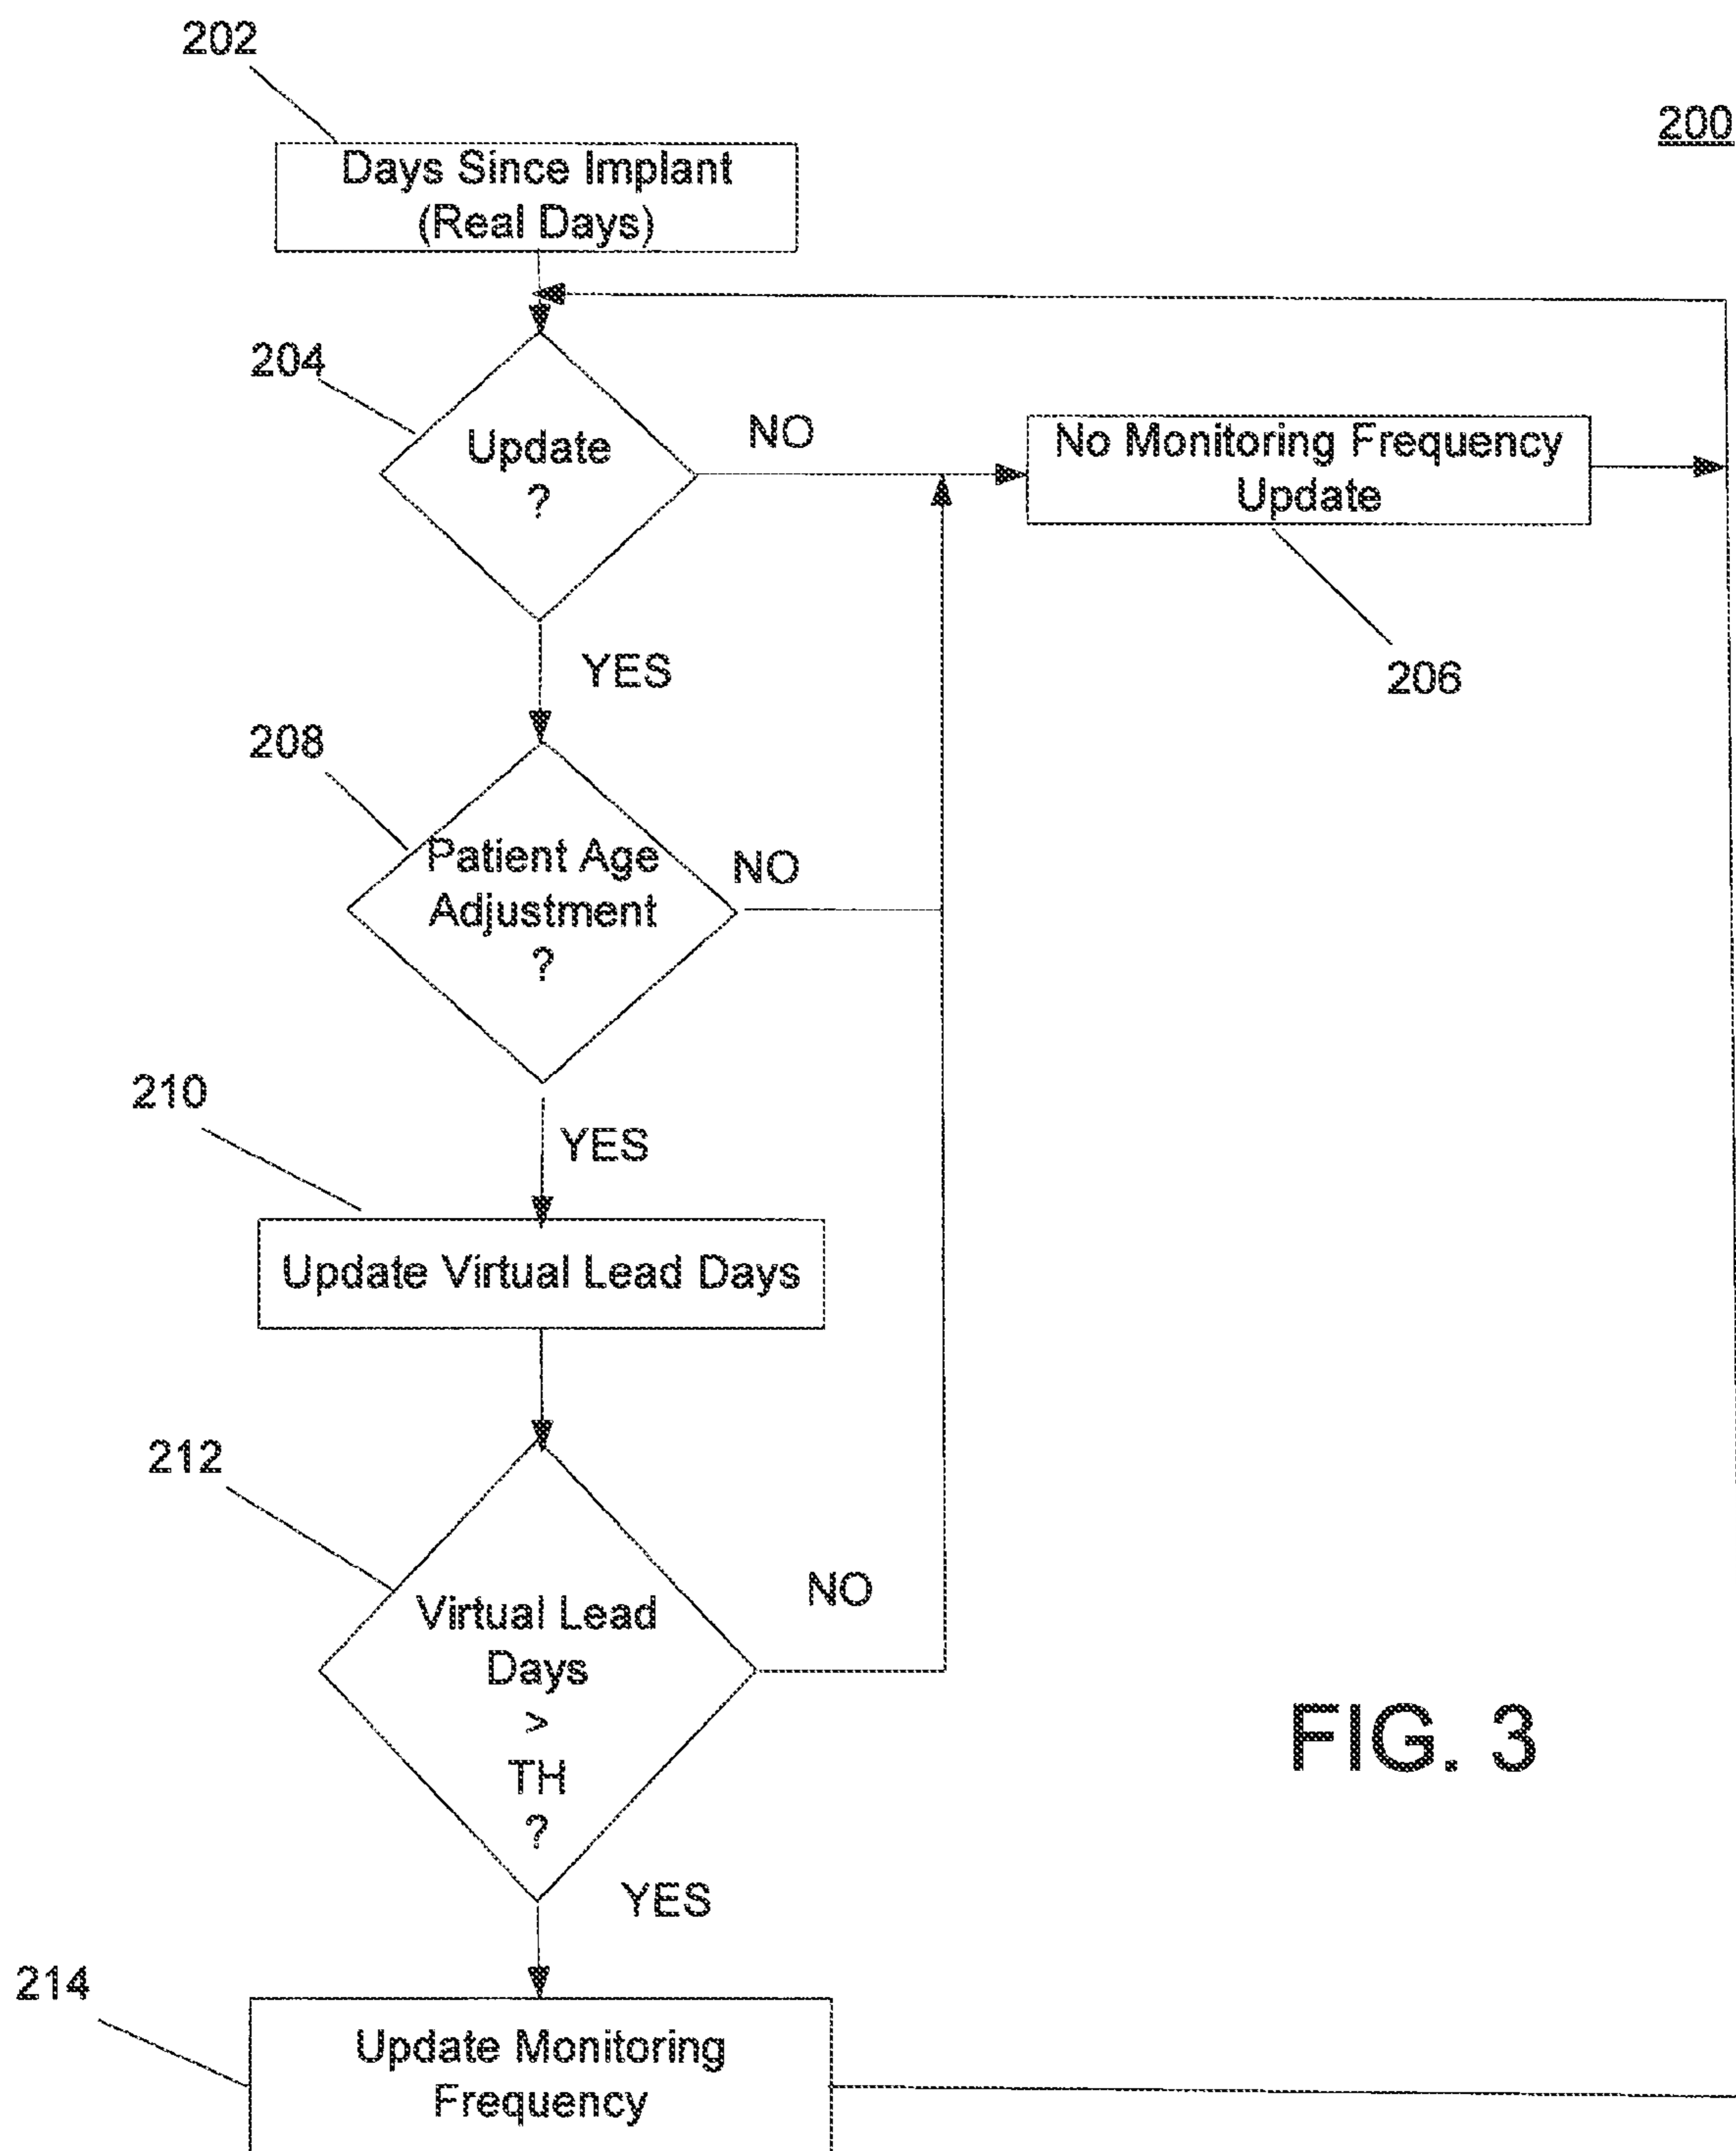 202
200
Days Since Implant
(Real Days)
204
Update
?
NO
No Monitoring Frequency
Update
206
YES
208
Patient Age
Adjustment
?
NO
210
YES
Update Virtual Lead Days
212
Virtual Lead
Days
>
TH
?
NO
FIG. 3
YES
214
Update Monitoring
Frequency